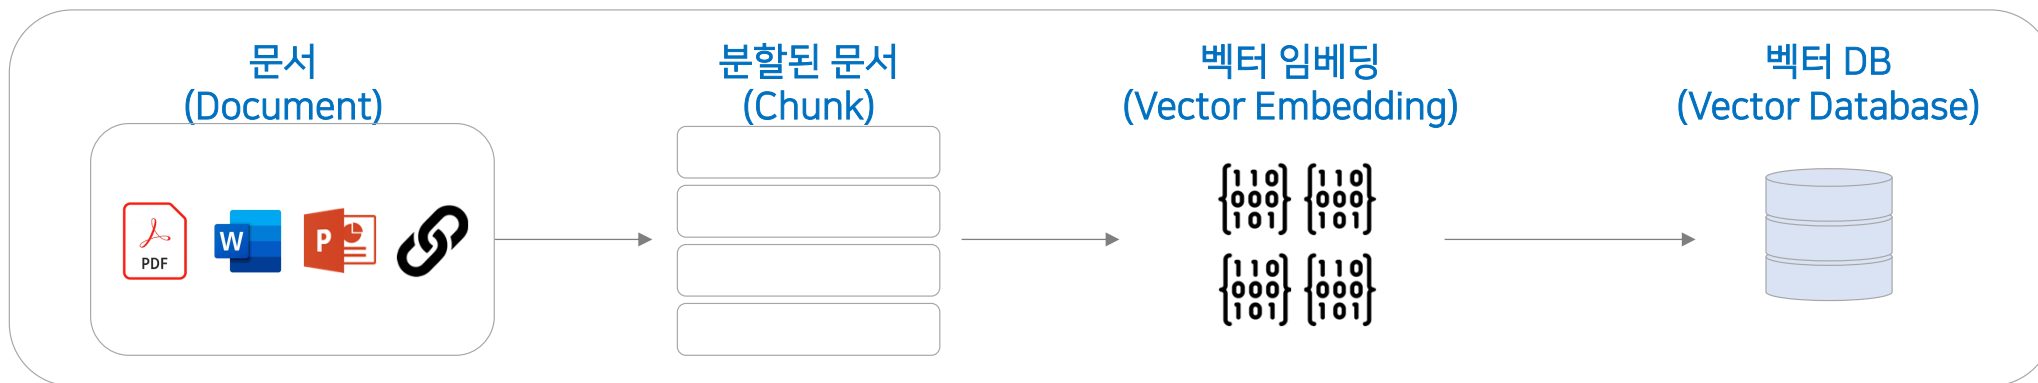 문서
(Document)
분할된 문서
(Chunk)
벡터 임베딩
(Vector Embedding)
벡터 DB
(Vector Database)
PDF
W
P
{110
000
101}
{110
000
101}
{110
000
101}
{110
000
101}